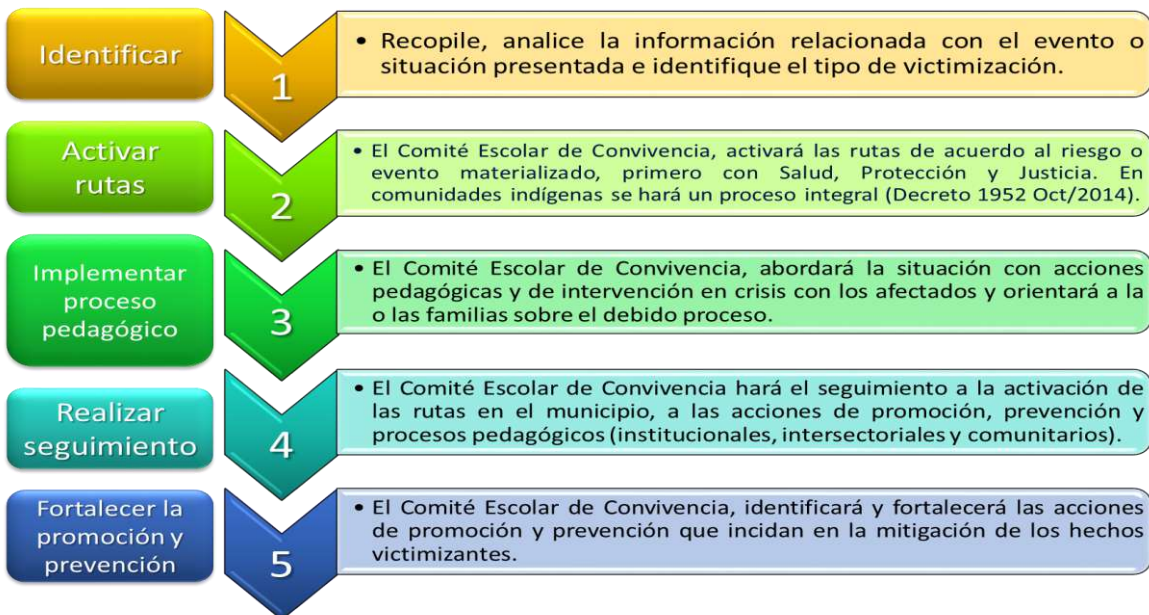 Identificar
1
• Recopile, analice la información relacionada con el evento o
situación presentada e identifique el tipo de victimización.
Activar
rutas
2
• El Comité Escolar de Convivencia, activará las rutas de acuerdo al riesgo o
evento materializado, primero con Salud, Protección y Justicia. En
comunidades indígenas se hará un proceso integral (Decreto 1952 Oct/2014).
Implementar
proceso
pedagógico
3
• El Comité Escolar de Convivencia, abordará la situación con acciones
pedagógicas y de intervención en crisis con los afectados y orientará a la
o las familias sobre el debido proceso.
Realizar
seguimiento
4
• El Comité Escolar de Convivencia hará el seguimiento a la activación de
las rutas en el municipio, a las acciones de promoción, prevención y
procesos pedagógicos (institucionales, intersectoriales y comunitarios).
Fortalecer la
promoción y
prevención
5
• El Comité Escolar de Convivencia, identificará y fortalecerá las acciones
de promoción y prevención que incidan en la mitigación de los hechos
victimizantes.